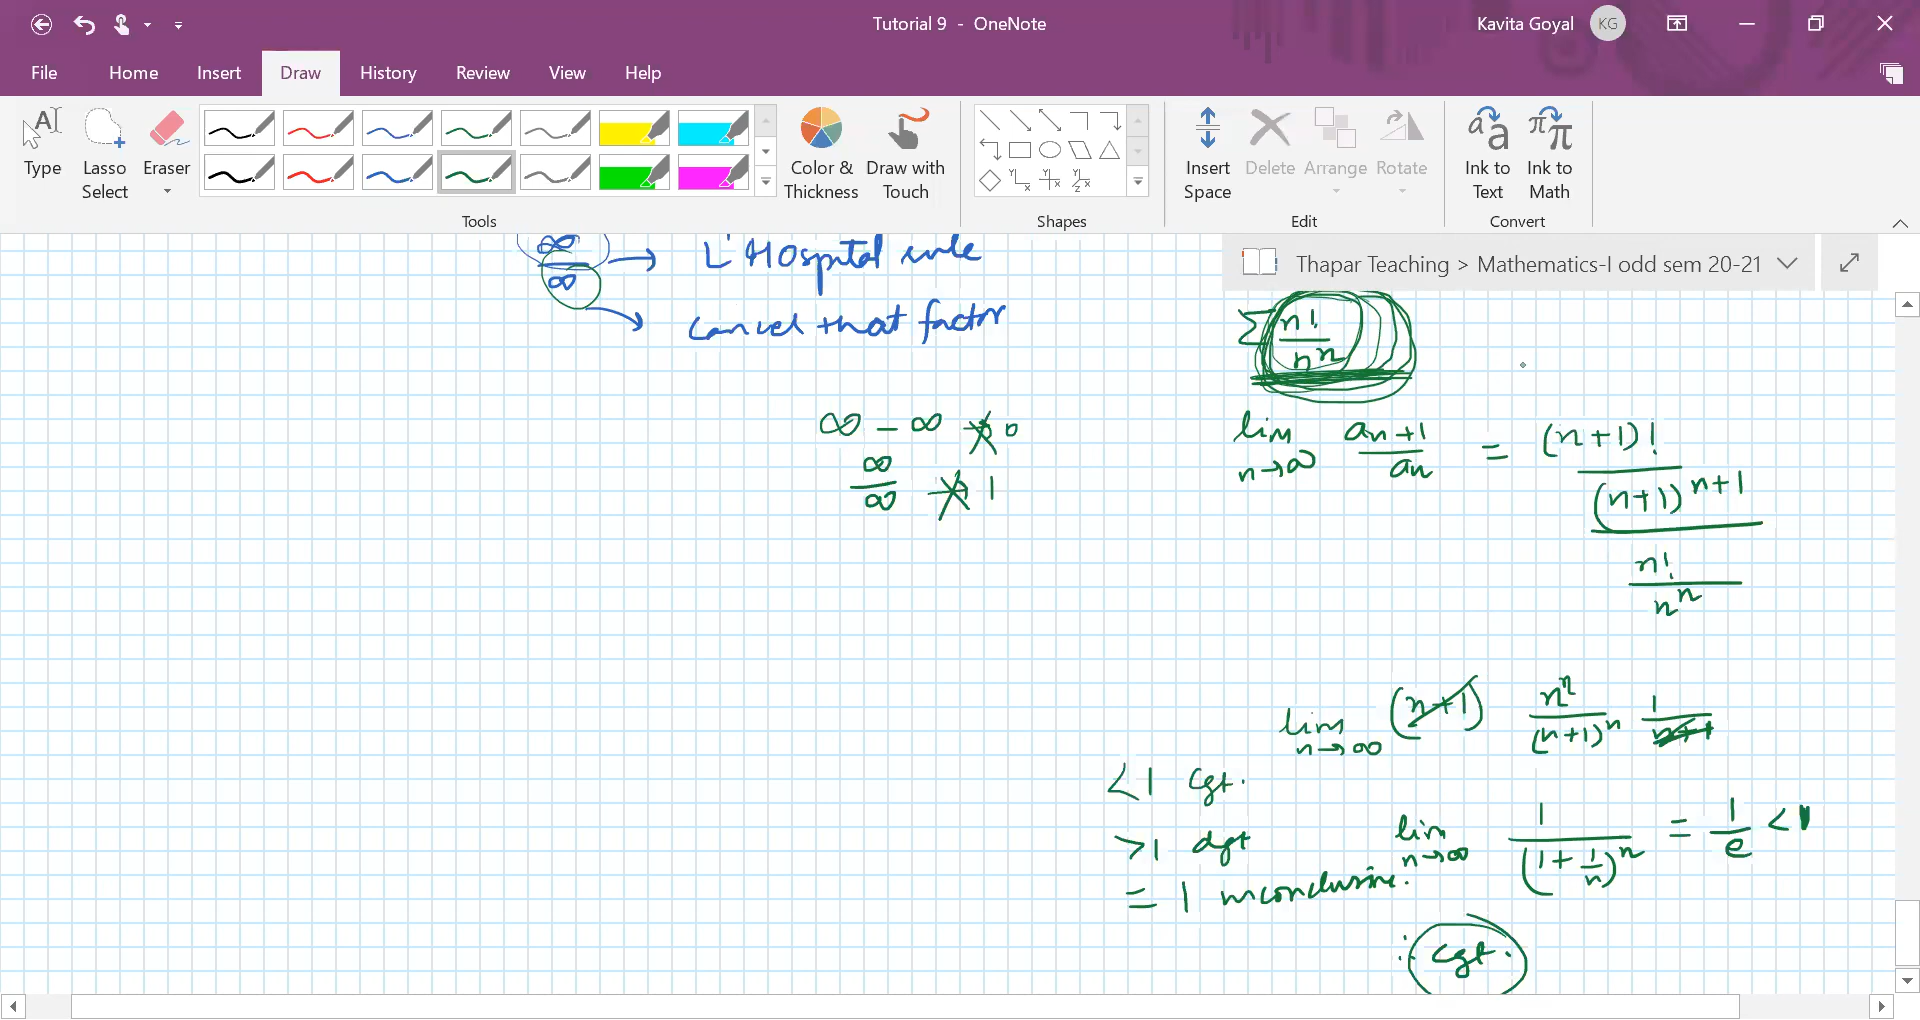 Tutorial 9 - OneNote
Kavita Goyal KG
File Home Insert Draw History Review View Help
Type Lasso Select Eraser Color & Thickness Draw with Touch Insert Space Delete Arrange Rotate Ink to Text Ink to Math
Tools Shapes Edit Convert
Thapar Teaching > Mathematics-I odd sem 20-21
∞/∞ → L'Hospital rule
→ cancel that factor
∑ n!/n^n
∞ - ∞ ↛ 0
∞/∞ ↛ 1
lim n→∞ an+1/an = (n+1)!/(n+1)^n+1 / n!/n^n
lim n→∞ (n+1) n^n/(n+1)^n 1/n+1
<1 cgt.
>1 dgt
=1 inconclusive.
lim n→∞ 1/(1+1/n)^n = 1/e <1
∴ cgt.